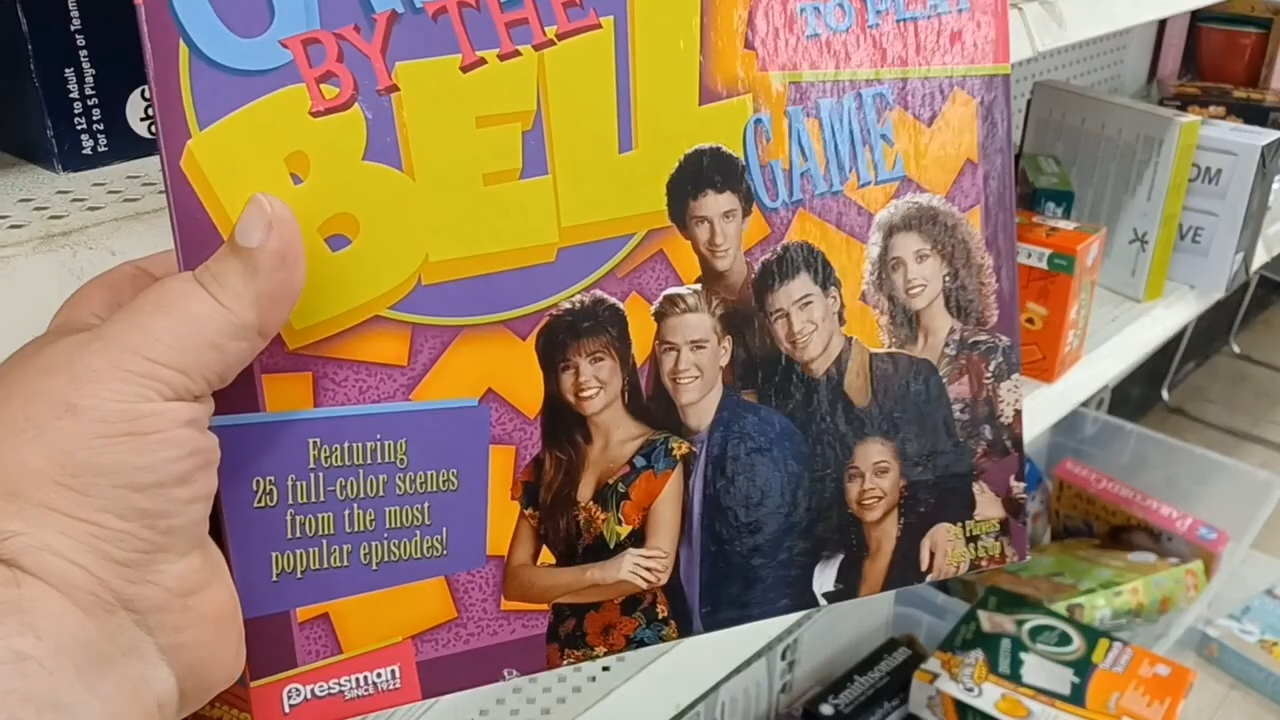 BY THE
BELL
TO PLAY
GAME
Featuring
25 full-color scenes
from the most
popular episodes!
Pressman
SINCE 1922
Players
Age 12 to Adult
For 2 to 5 Players or Teams
abc
OM
VE
Smithsonian